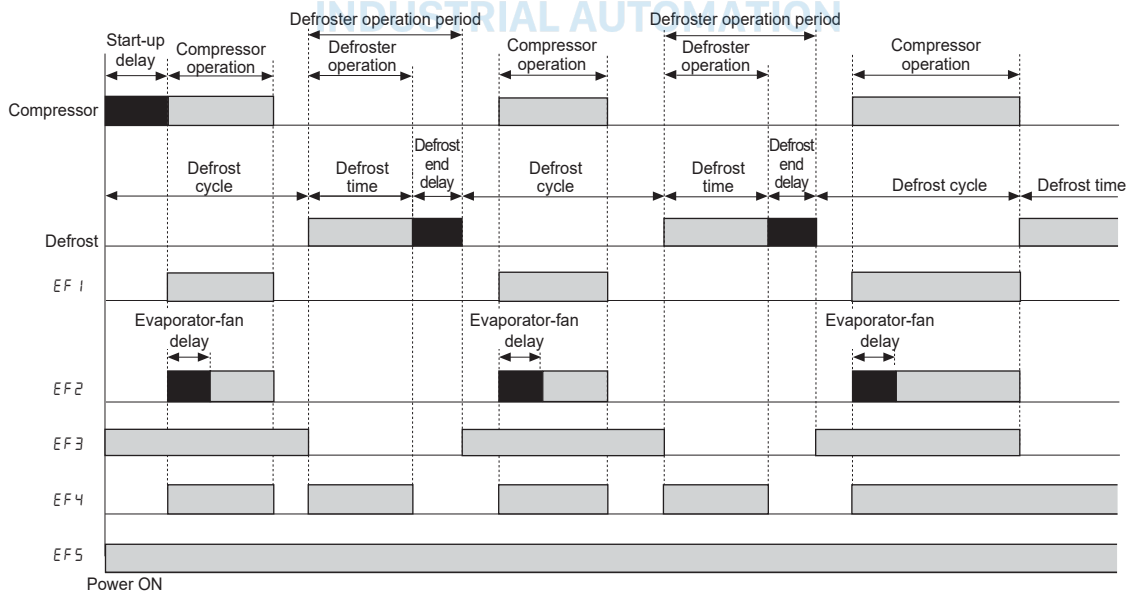 INDUSTRIAL AUTOMATION
Defroster operation period
Defroster operation period
Start-up
delay
Compressor
operation
Defroster
operation
Compressor
operation
Defroster
operation
Compressor
operation
Compressor
Defrost
cycle
Defrost
time
Defrost
end
delay
Defrost
cycle
Defrost
time
Defrost
end
delay
Defrost cycle
Defrost time
Defrost
EF1
Evaporator-fan
delay
Evaporator-fan
delay
Evaporator-fan
delay
EF2
EF3
EF4
EF5
Power ON